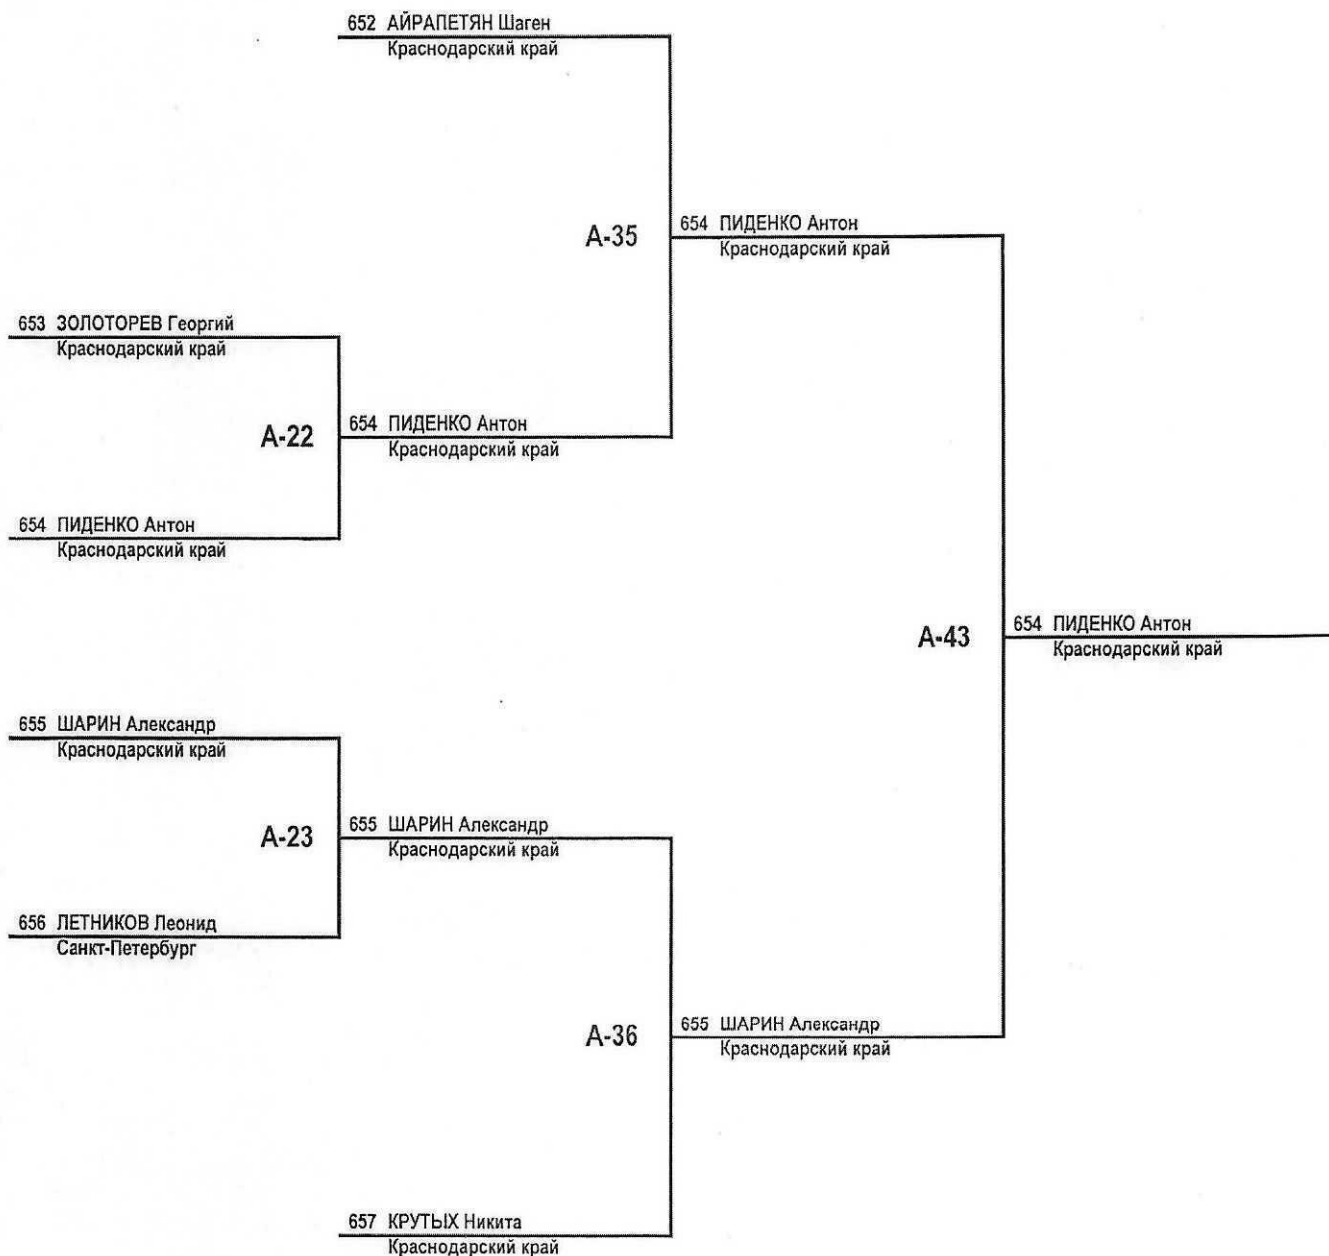 652 АЙРАПЕТЯН Шаген
Краснодарский край
А-35
654 ПИДЕНКО Антон
Краснодарский край
653 ЗОЛОТОРЕВ Георгий
Краснодарский край
А-22
654 ПИДЕНКО Антон
Краснодарский край
654 ПИДЕНКО Антон
Краснодарский край
А-43
654 ПИДЕНКО Антон
Краснодарский край
655 ШАРИН Александр
Краснодарский край
А-23
655 ШАРИН Александр
Краснодарский край
656 ЛЕТНИКОВ Леонид
Санкт-Петербург
А-36
655 ШАРИН Александр
Краснодарский край
657 КРУТЫХ Никита
Краснодарский край